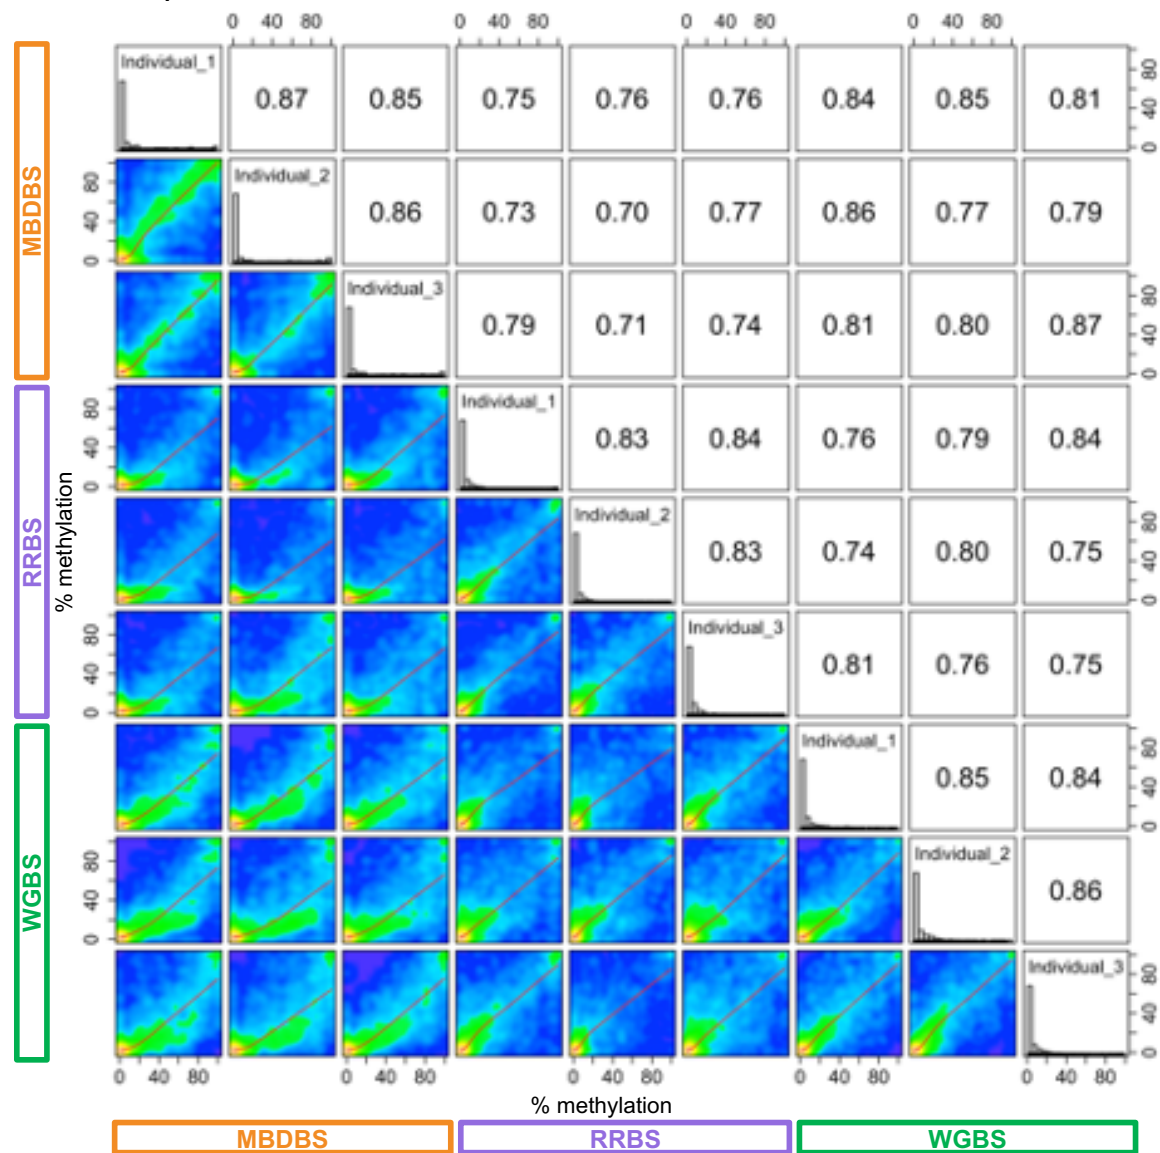 0 40 80 0 40 80 0 40 80
Individual_1 0.87 0.85 0.75 0.76 0.76 0.84 0.85 0.81 0 40 80
0 40 80 Individual_2 0.86 0.73 0.70 0.77 0.86 0.77 0.79
Individual_3 0.79 0.71 0.74 0.81 0.80 0.87 0 40 80
0 40 80 Individual_1 0.83 0.84 0.76 0.79 0.84
Individual_2 0.83 0.74 0.80 0.75 0 40 80
0 40 80 Individual_3 0.81 0.76 0.75
Individual_1 0.85 0.84 0 40 80
0 40 80 Individual_2 0.86
Individual_3 0 40 80
0 40 80 0 40 80 0 40 80 0 40 80 0 40 80
MBDBS
RRBS
WGBS
% methylation
% methylation
MBDBS RRBS WGBS